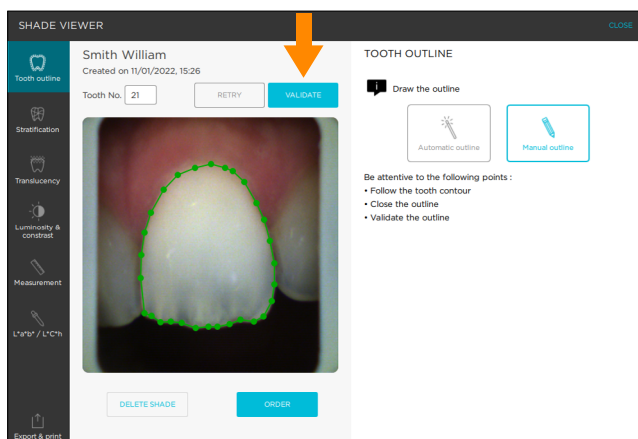 SHADE VIEWER
CLOSE
Tooth outline
Stratification
Translucency
Luminosity &
constrast
Measurement
L*a*b* / L*C*h
Export & print
Smith William
Created on 11/01/2022, 15:26
Tooth No. 21
RETRY
VALIDATE
DELETE SHADE
ORDER
TOOTH OUTLINE
i Draw the outline
Automatic outline
Manual outline
Be attentive to the following points :
• Follow the tooth contour
• Close the outline
• Validate the outline